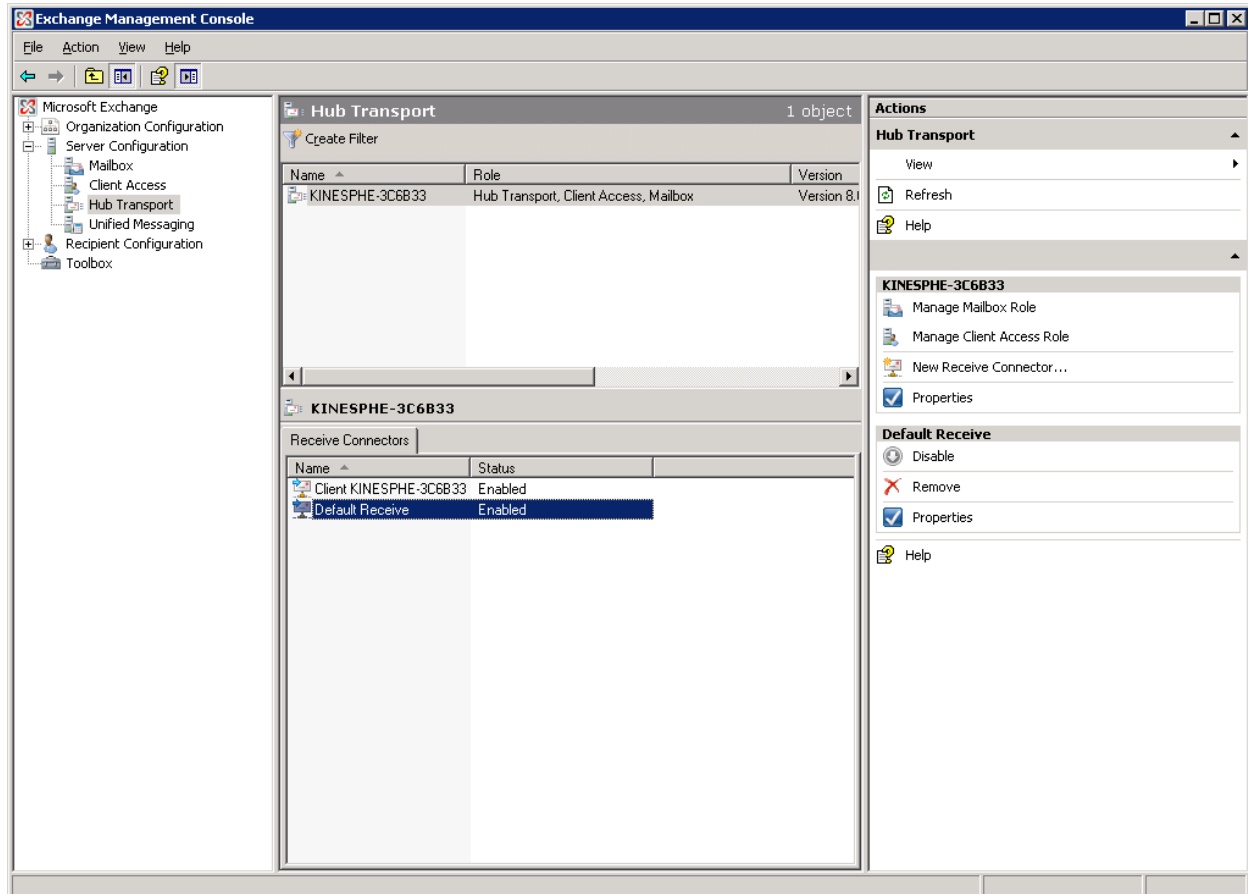 Exchange Management Console
File Action View Help
Microsoft Exchange
Organization Configuration
Server Configuration
Mailbox
Client Access
Hub Transport
Unified Messaging
Recipient Configuration
Toolbox
Hub Transport 1 object
Create Filter
Name Role Version
KINESPHE-3C6B33 Hub Transport, Client Access, Mailbox Version 8.
KINESPHE-3C6B33
Receive Connectors
Name Status
Client KINESPHE-3C6B33 Enabled
Default Receive Enabled
Actions
Hub Transport
View
Refresh
Help
KINESPHE-3C6B33
Manage Mailbox Role
Manage Client Access Role
New Receive Connector...
Properties
Default Receive
Disable
Remove
Properties
Help